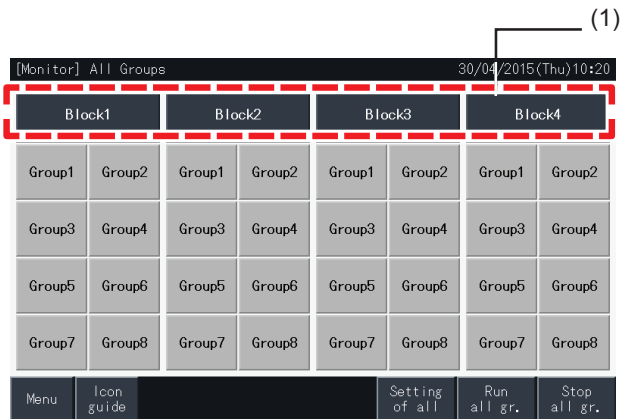 (1)
[Monitor] All Groups 30/04/2015(Thu)10:20
Block1 Block2 Block3 Block4
Group1 Group2 Group1 Group2 Group1 Group2 Group1 Group2
Group3 Group4 Group3 Group4 Group3 Group4 Group3 Group4
Group5 Group6 Group5 Group6 Group5 Group6 Group5 Group6
Group7 Group8 Group7 Group8 Group7 Group8 Group7 Group8
Menu Icon guide Setting of all Run all gr. Stop all gr.